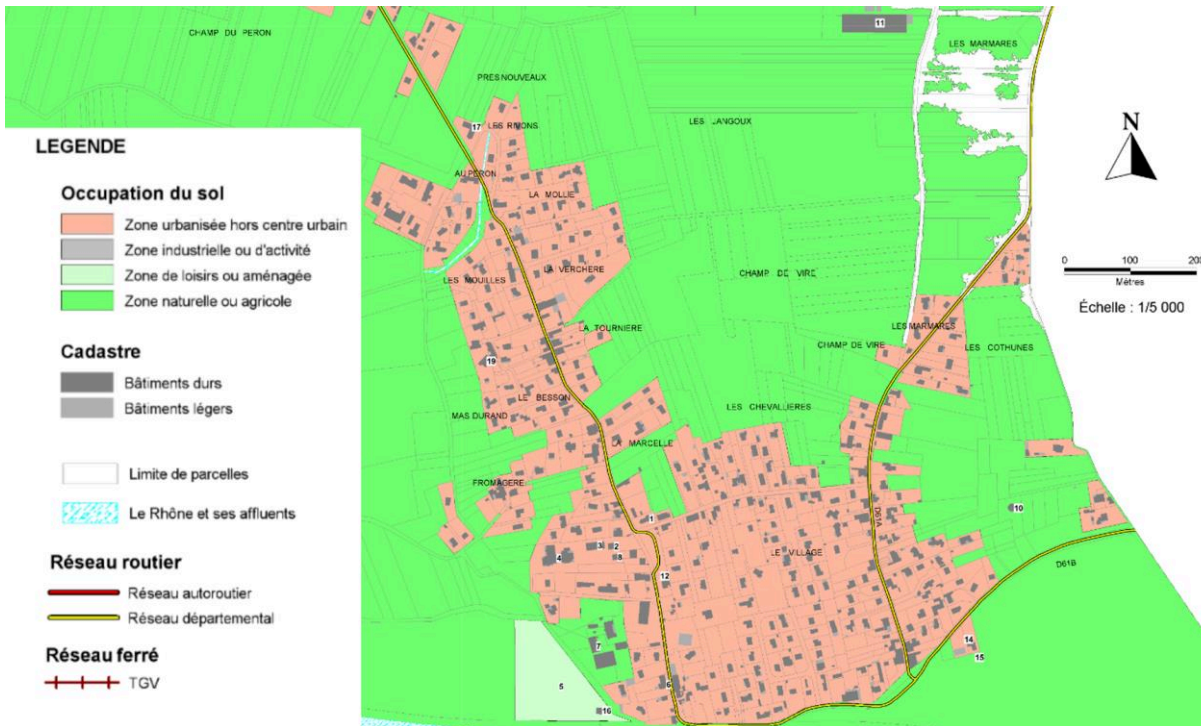 CHAMP DU PERON
11
LES MARMARES
PRES NOUVEAUX
LES LANGOUX
17
LES RIMONS
N
LEGENDE
Occupation du sol
Zone urbanisée hors centre urbain
Zone industrielle ou d'activité
Zone de loisirs ou aménagée
Zone naturelle ou agricole
AU PERON
LA MOLLIE
LES MOUILLES
LA VERCHERE
CHAMP DE VIRE
0 100 200
Mètres
Échelle : 1/5 000
Cadastre
Bâtiments durs
Bâtiments légers
LA TOURNIERE
LES MARMARES
CHAMP DE VIRE
LES COTHUNES
19
LE BESSON
MAS DURAND
LES CHEVALLIERES
LA MARCELLE
Limite de parcelles
Le Rhône et ses affluents
FROMAGERE
10
D61A
1
Réseau routier
Réseau autoroutier
Réseau départemental
4
3
2
8
LE VILLAGE
12
D61B
Réseau ferré
TGV
7
14
15
5
6
16